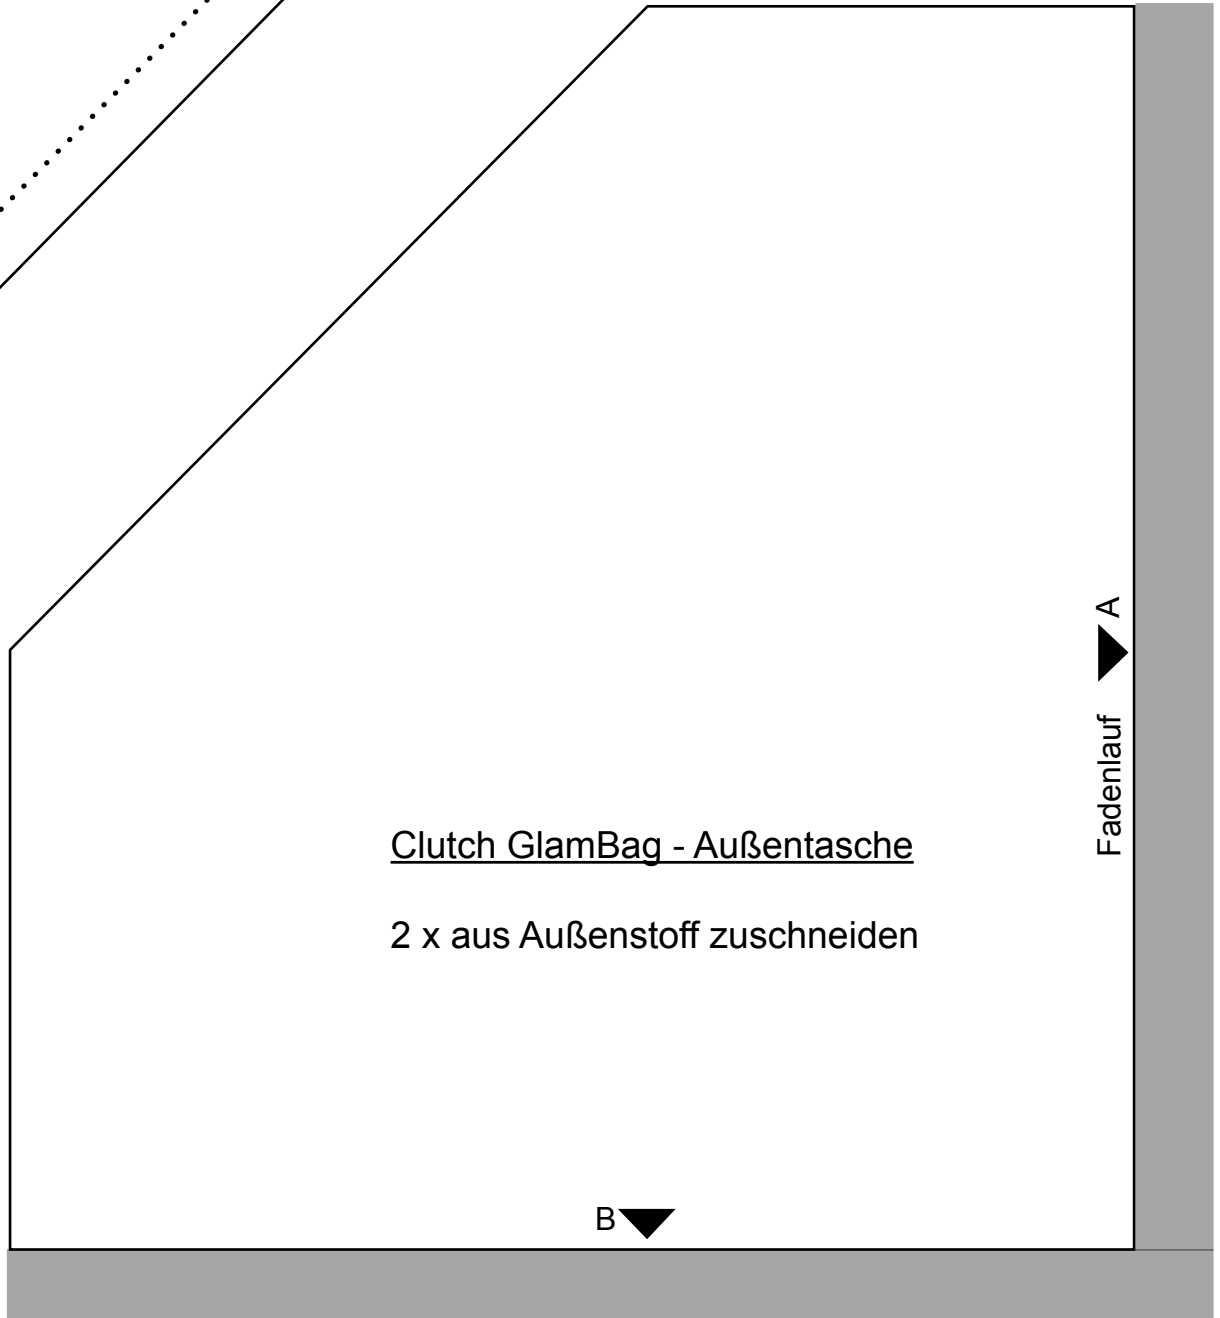 A
Fadenlauf
Clutch GlamBag - Außentasche
2 x aus Außenstoff zuschneiden
B